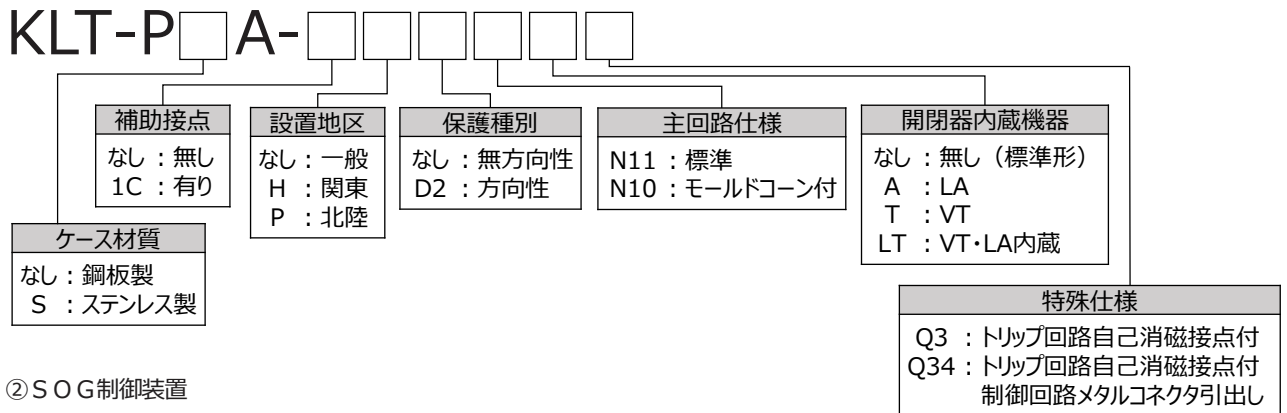 KLT-P□A-□□□□□□
補助接点
なし：無し
1C：有り
設置地区
なし：一般
H：関東
P：北陸
保護種別
なし：無方向性
D2：方向性
主回路仕様
N11：標準
N10：モールドコーン付
開閉器内蔵機器
なし：無し（標準形）
A：LA
T：VT
LT：VT・LA内蔵
ケース材質
なし：鋼板製
S：ステンレス製
特殊仕様
Q3：トリップ回路自己消磁接点付
Q34：トリップ回路自己消磁接点付
制御回路メタルコネクタ引出し
②ＳＯＧ制御装置